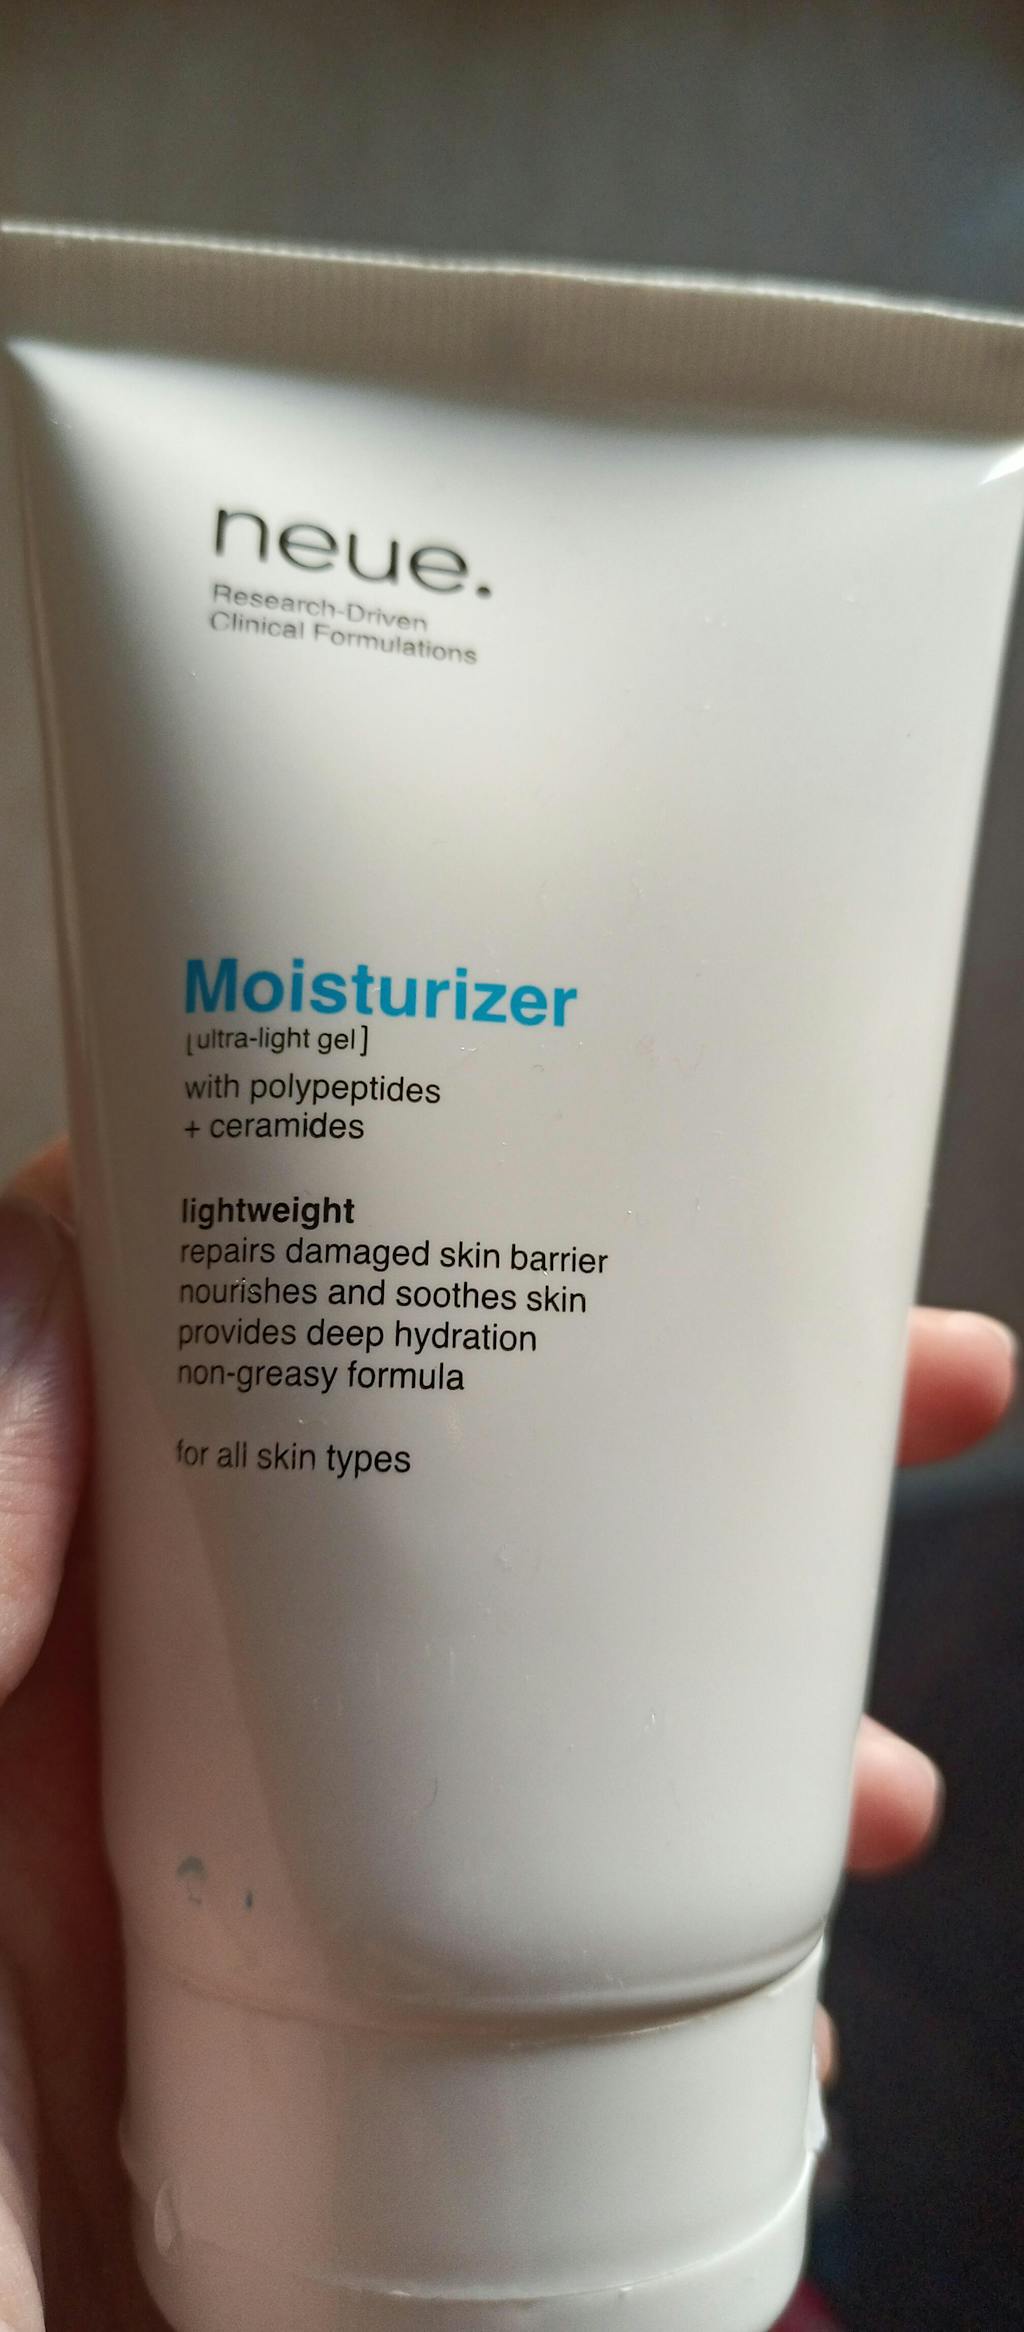 neue.
Research-Driven
Clinical Formulations
Moisturizer
[ultra-light gel]
with polypeptides
+ ceramides
lightweight
repairs damaged skin barrier
nourishes and soothes skin
provides deep hydration
non-greasy formula
for all skin types